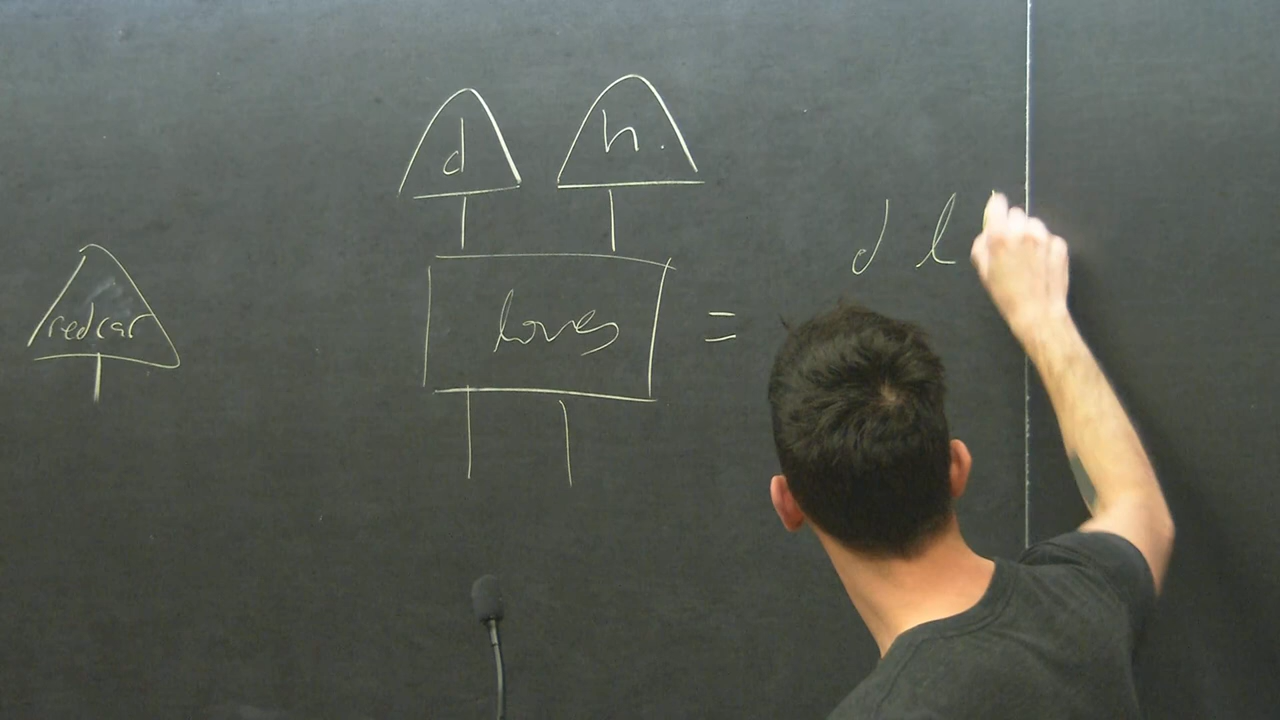 d h.
d l
redcar loves =